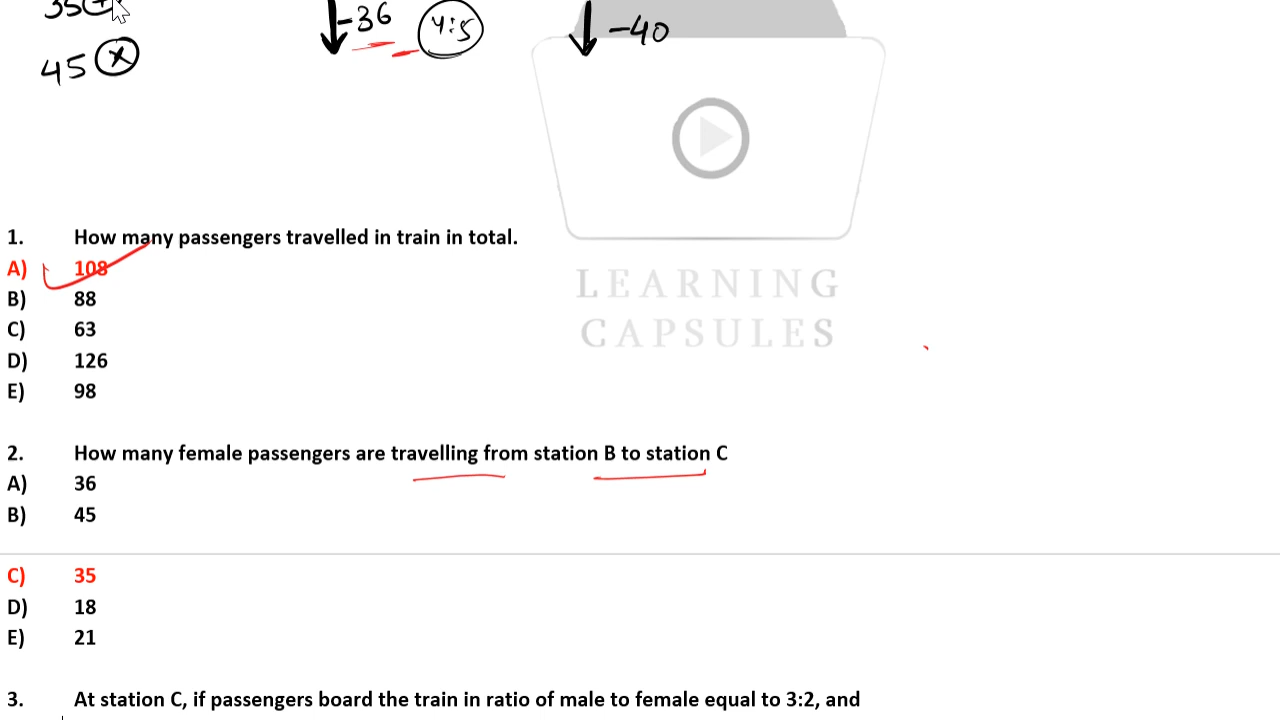 35
-36
4:5
-40
45 x
1. How many passengers travelled in train in total.
A) 108
B) 88
C) 63
D) 126
E) 98
LEARNING
CAPSULES
2. How many female passengers are travelling from station B to station C
A) 36
B) 45
C) 35
D) 18
E) 21
3. At station C, if passengers board the train in ratio of male to female equal to 3:2, and